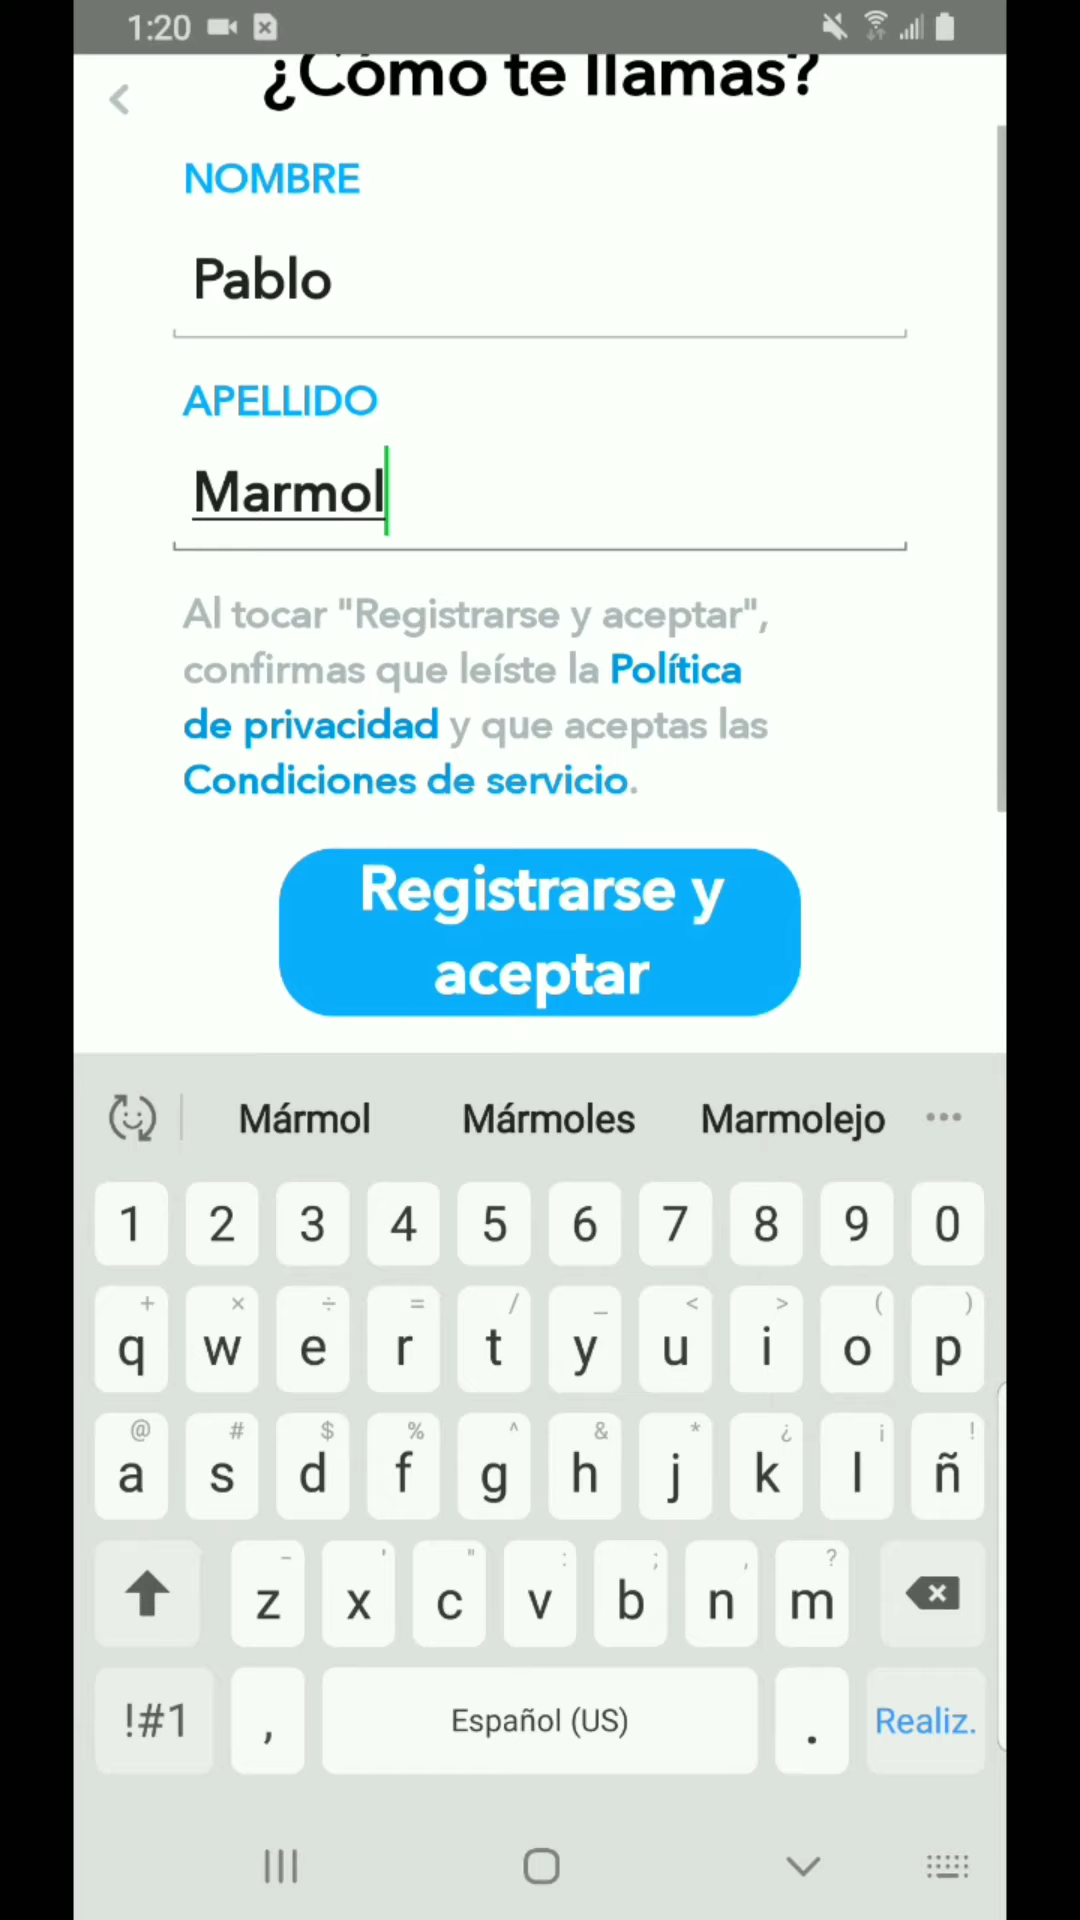 1:20
¿Cómo te llamas?
NOMBRE
Pablo
APELLIDO
Marmol
Al tocar "Registrarse y aceptar",
confirmas que leíste la Política
de privacidad y que aceptas las
Condiciones de servicio.
Registrarse y
aceptar
Mármol Mármoles Marmolejo ...
1 2 3 4 5 6 7 8 9 0
+ × ÷ = / _ < > ( )
q w e r t y u i o p
@ # $ % ^ & * ¿ ¡ !
a s d f g h j k l ñ
- ' " : ; , ?
z x c v b n m
!#1 , Español (US) . Realiz.